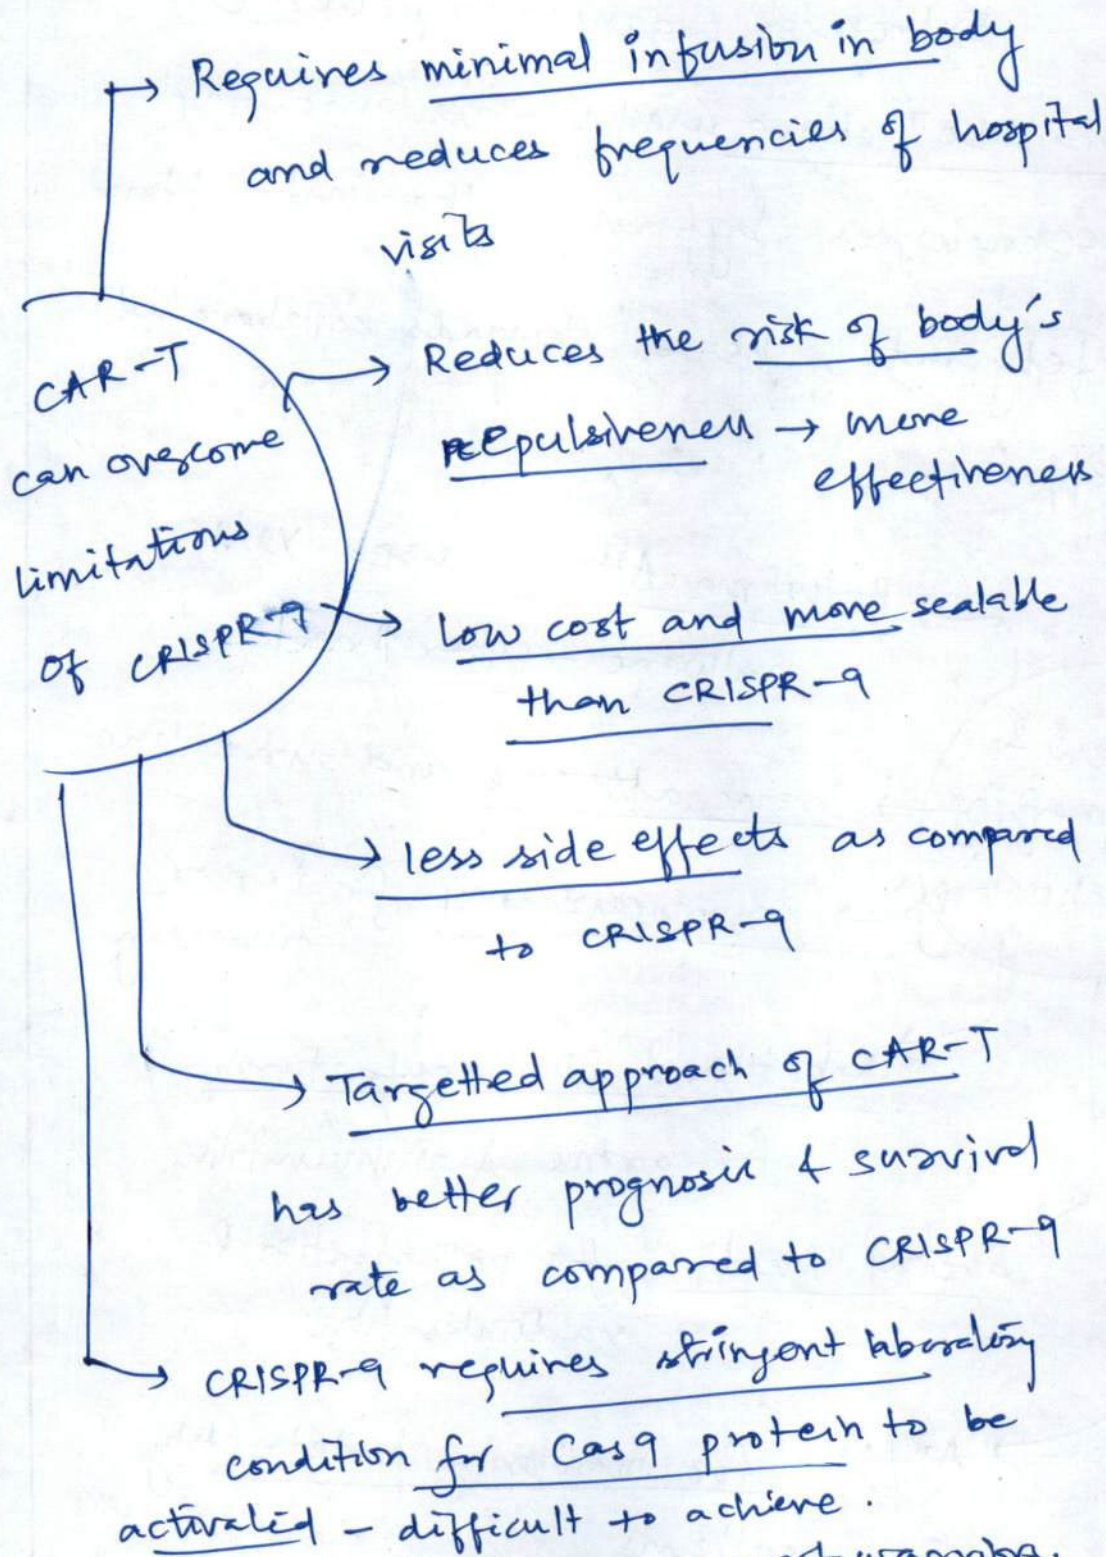 Requires minimal infusion in body
and reduces frequencies of hospital
visits
CAR-T
can overcome
limitations
of CRISPR-9
Reduces the risk of body's
repulsiveness → more
effectiveness
Low cost and more scalable
than CRISPR-9
less side effects as compared
to CRISPR-9
Targetted approach of CAR-T
has better prognosis & survival
rate as compared to CRISPR-9
CRISPR-9 requires stringent laboratory
condition for Cas9 protein to be
activated - difficult to achieve.